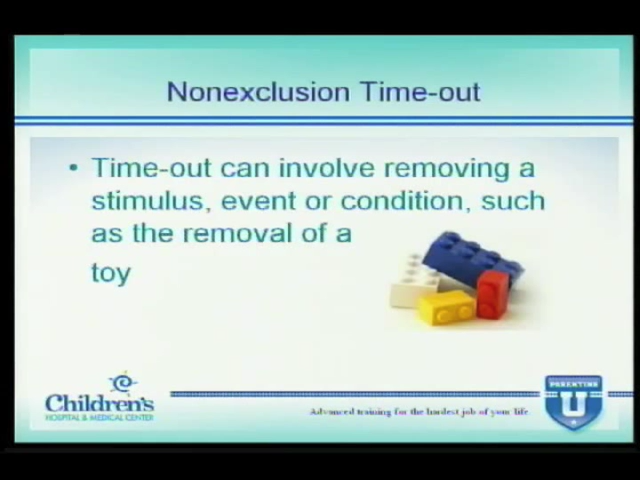 Nonexclusion Time-out
• Time-out can involve removing a
stimulus, event or condition, such
as the removal of a
toy
Children's
HOSPITAL & MEDICAL CENTER
Advanced training for the hardest job of your life.
PARENTING
U